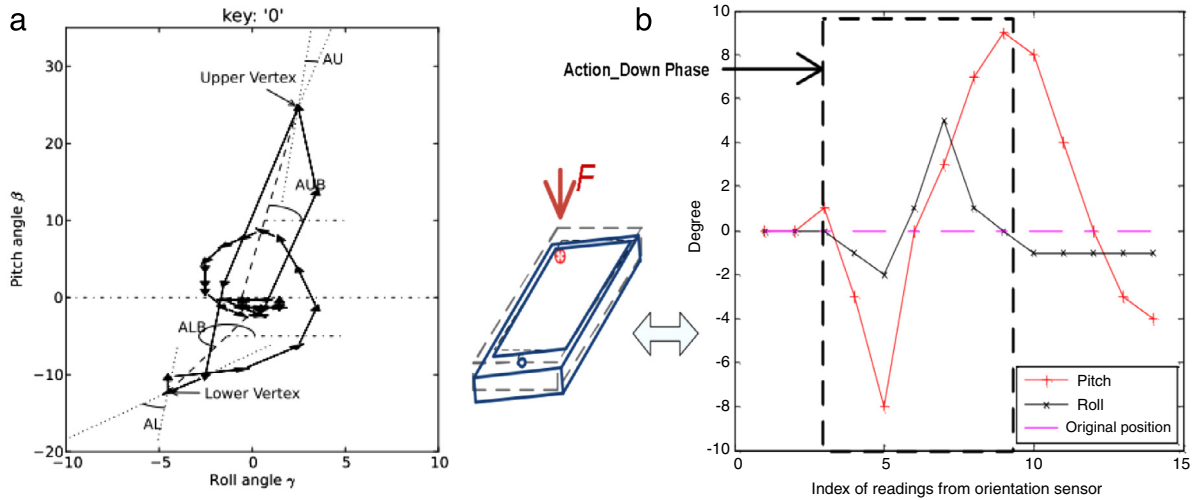 a
key: '0'
AU
Upper Vertex
AUB
ALB
Lower Vertex
AL
Pitch angle β
30
20
10
0
−10
−20
−10
−5
0
5
10
Roll angle γ
F
b
Action_Down Phase
Degree
10
8
6
4
2
0
-2
-4
-6
-8
-10
0
5
10
15
Pitch
Roll
Original position
Index of readings from orientation sensor